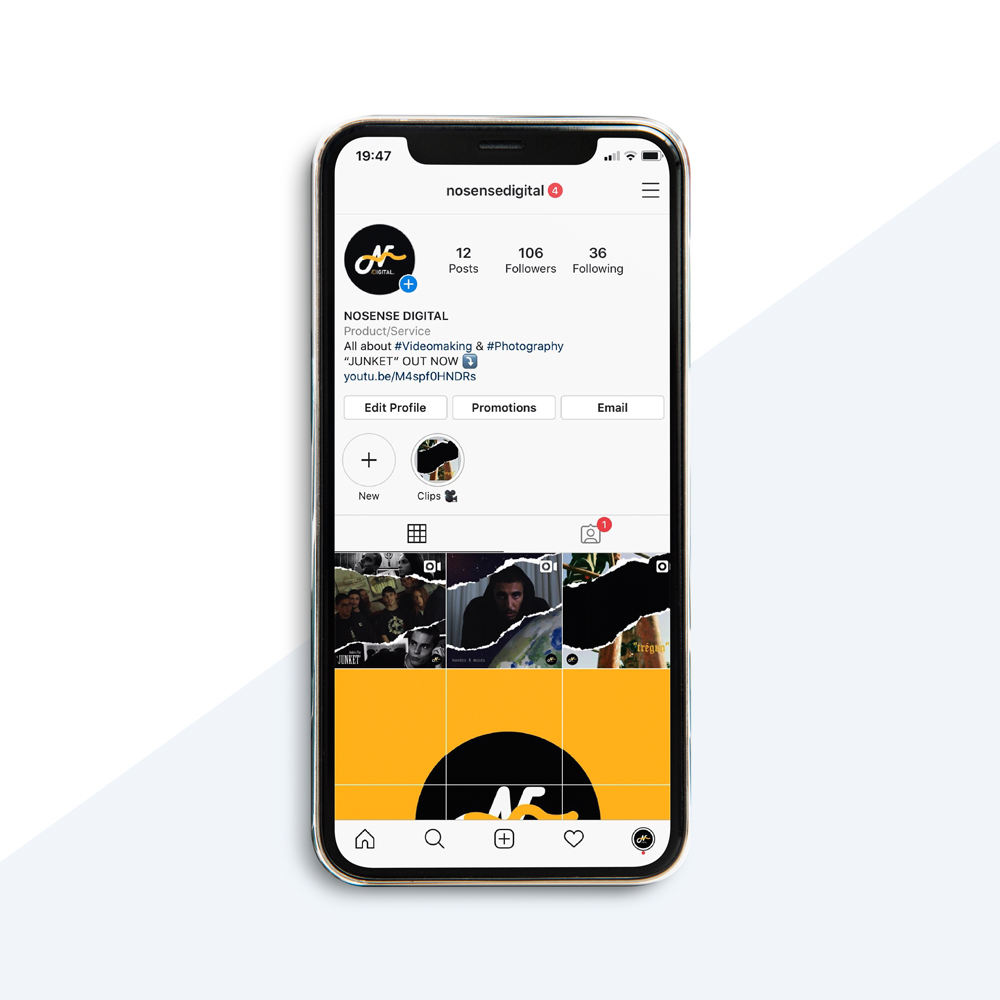 19:47
nosensedigital 4
12 106 36
Posts Followers Following
DIGITAL.
NOSENSE DIGITAL
Product/Service
All about #Videomaking & #Photography
“JUNKET” OUT NOW ⤵️
youtu.be/M4spf0HNDRs
Edit Profile Promotions Email
New Clips 🎥
1
"JUNKET"
"trégua"